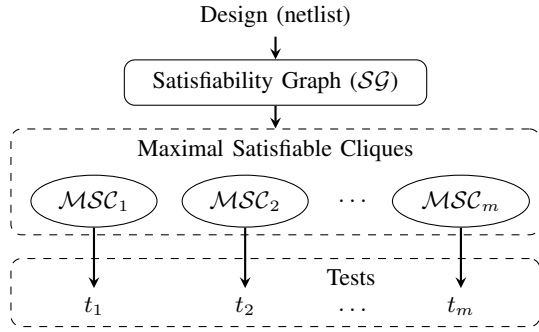 Design (netlist)
Satisfiability Graph (𝒮𝒢)
Maximal Satisfiable Cliques
ℳ𝒮𝒞₁ ℳ𝒮𝒞₂ ... ℳ𝒮𝒞ₘ
Tests
t₁ t₂ ... tₘ